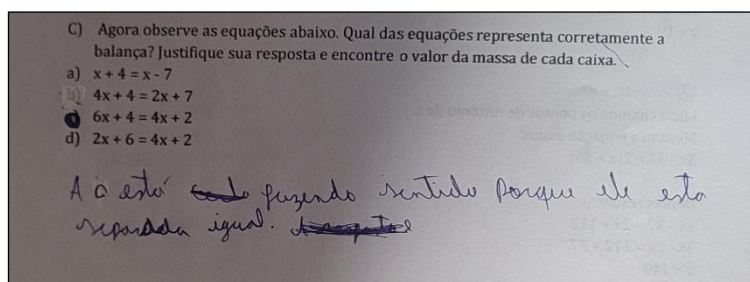 C) Agora observe as equações abaixo. Qual das equações representa corretamente a
balança? Justifique sua resposta e encontre o valor da massa de cada caixa.
a) x + 4 = x - 7
b) 4x + 4 = 2x + 7
6x + 4 = 4x + 2
d) 2x + 6 = 4x + 2
A está fazendo sentido porque ele esta
separada igual.